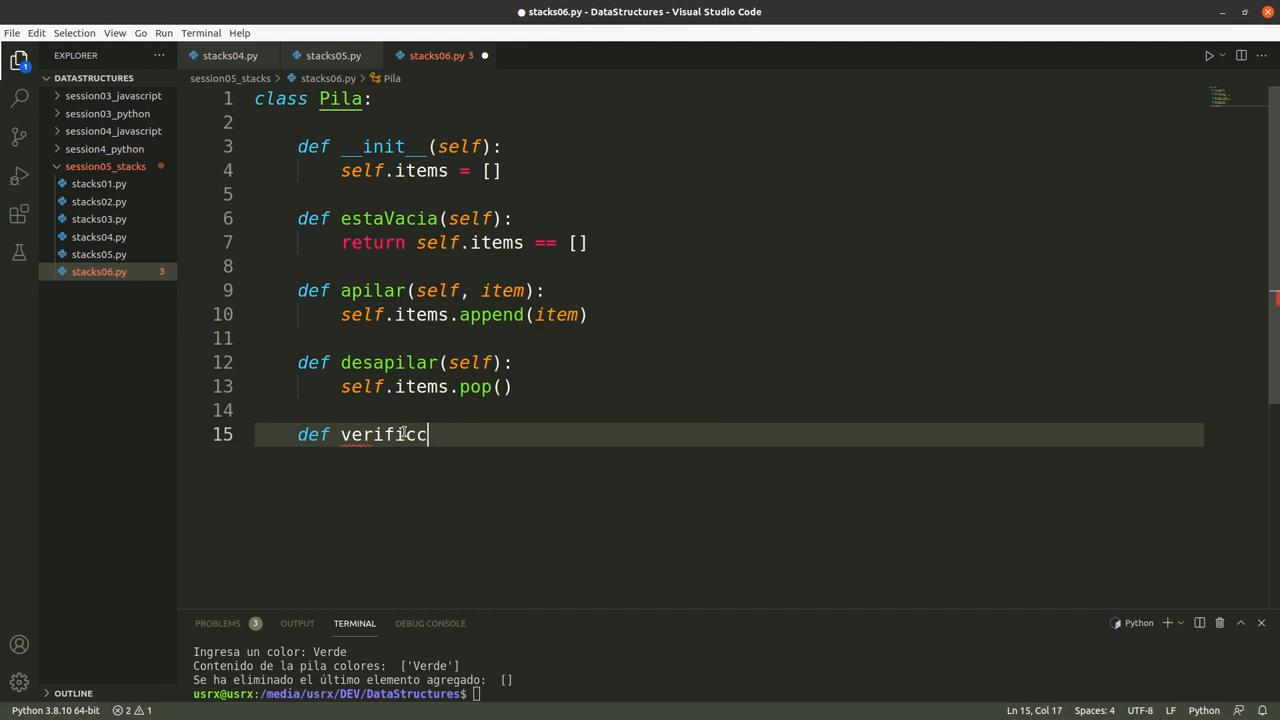 stacks06.py - DataStructures - Visual Studio Code
File Edit Selection View Go Run Terminal Help
EXPLORER
stacks04.py stacks05.py stacks06.py 3
DATASTRUCTURES
session03_javascript
session03_python
session04_javascript
session4_python
session05_stacks
stacks01.py
stacks02.py
stacks03.py
stacks04.py
stacks05.py
stacks06.py 3
OUTLINE
session05_stacks > stacks06.py > Pila
1 class Pila:
2
3 def __init__(self):
4 self.items = []
5
6 def estaVacia(self):
7 return self.items == []
8
9 def apilar(self, item):
10 self.items.append(item)
11
12 def desapilar(self):
13 self.items.pop()
14
15 def verificc
PROBLEMS 3 OUTPUT TERMINAL DEBUG CONSOLE
Python
Ingresa un color: Verde
Contenido de la pila colores:  ['Verde']
Se ha eliminado el último elemento agregado:  []
usrx@usrx:/media/usrx/DEV/DataStructures$
1
Python 3.8.10 64-bit 2 1 Ln 15, Col 17 Spaces: 4 UTF-8 LF Python